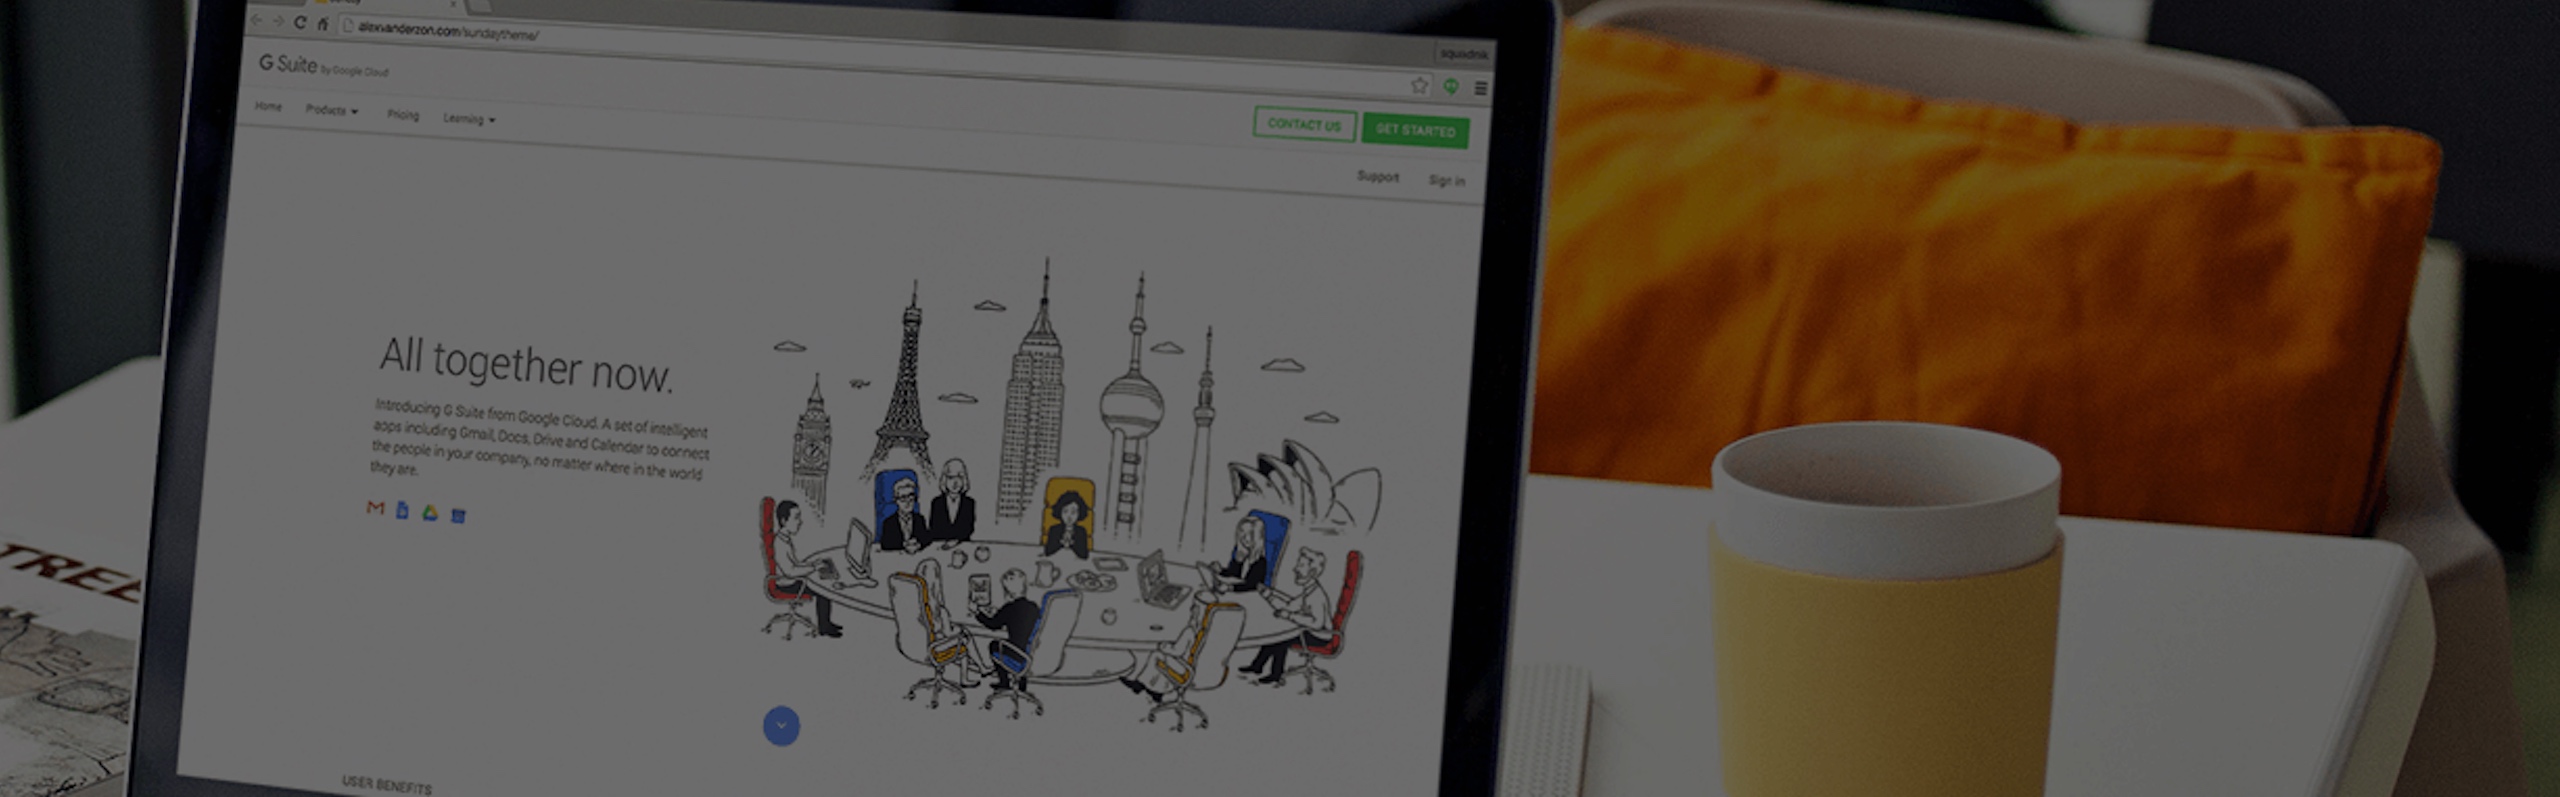 alexvanderzon.com/sundaytheme/
squadnik
G Suite by Google Cloud
Home Products Pricing Learning
CONTACT US GET STARTED
Support Sign in
All together now.
Introducing G Suite from Google Cloud. A set of intelligent
apps including Gmail, Docs, Drive and Calendar to connect
the people in your company, no matter where in the world
they are.
USER BENEFITS
TREE